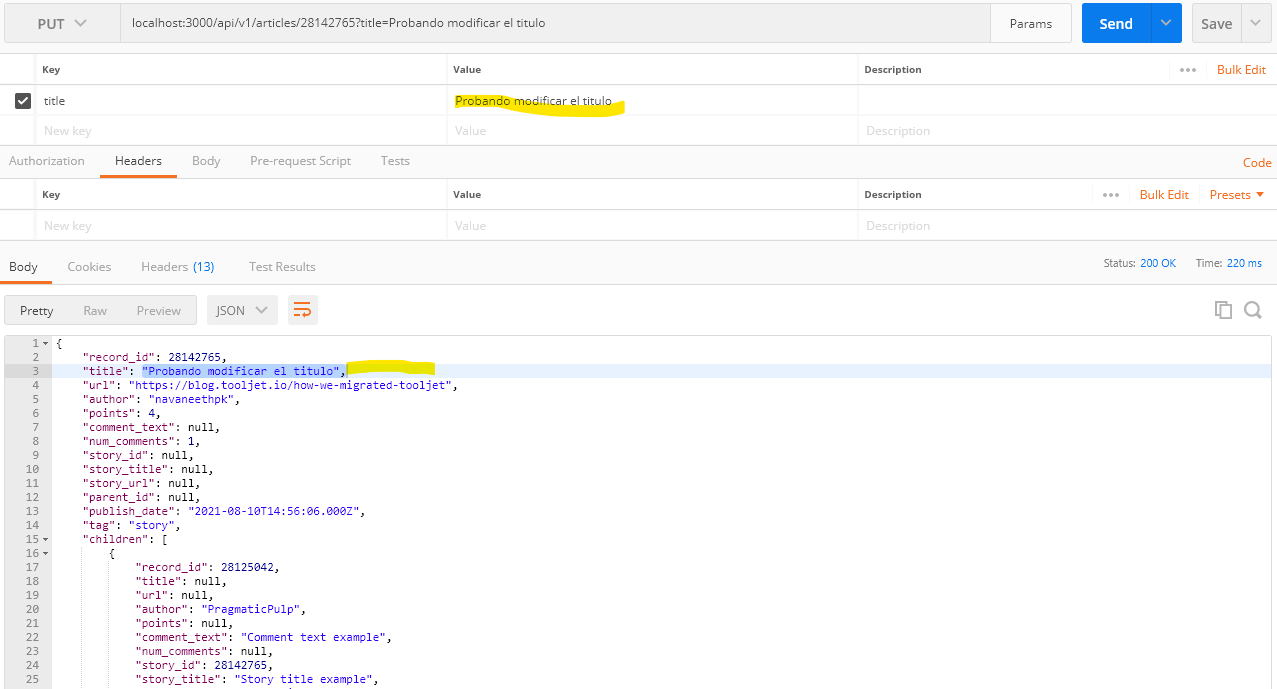 PUT localhost:3000/api/v1/articles/28142765?title=Probando modificar el titulo Params Send Save
Key Value Description Bulk Edit
title Probando modificar el titulo
New key Value Description
Authorization Headers Body Pre-request Script Tests Code
Key Value Description Bulk Edit Presets
New key Value Description
Body Cookies Headers (13) Test Results Status: 200 OK Time: 220 ms
Pretty Raw Preview JSON
1 {
2 "record_id": 28142765,
3 "title": "Probando modificar el titulo",
4 "url": "https://blog.tooljet.io/how-we-migrated-tooljet",
5 "author": "navaneethpk",
6 "points": 4,
7 "comment_text": null,
8 "num_comments": 1,
9 "story_id": null,
10 "story_title": null,
11 "story_url": null,
12 "parent_id": null,
13 "publish_date": "2021-08-10T14:56:06.000Z",
14 "tag": "story",
15 "children": [
16 {
17 "record_id": 28125042,
18 "title": null,
19 "url": null,
20 "author": "PragmaticPulp",
21 "points": null,
22 "comment_text": "Comment text example",
23 "num_comments": null,
24 "story_id": 28142765,
25 "story_title": "Story title example",